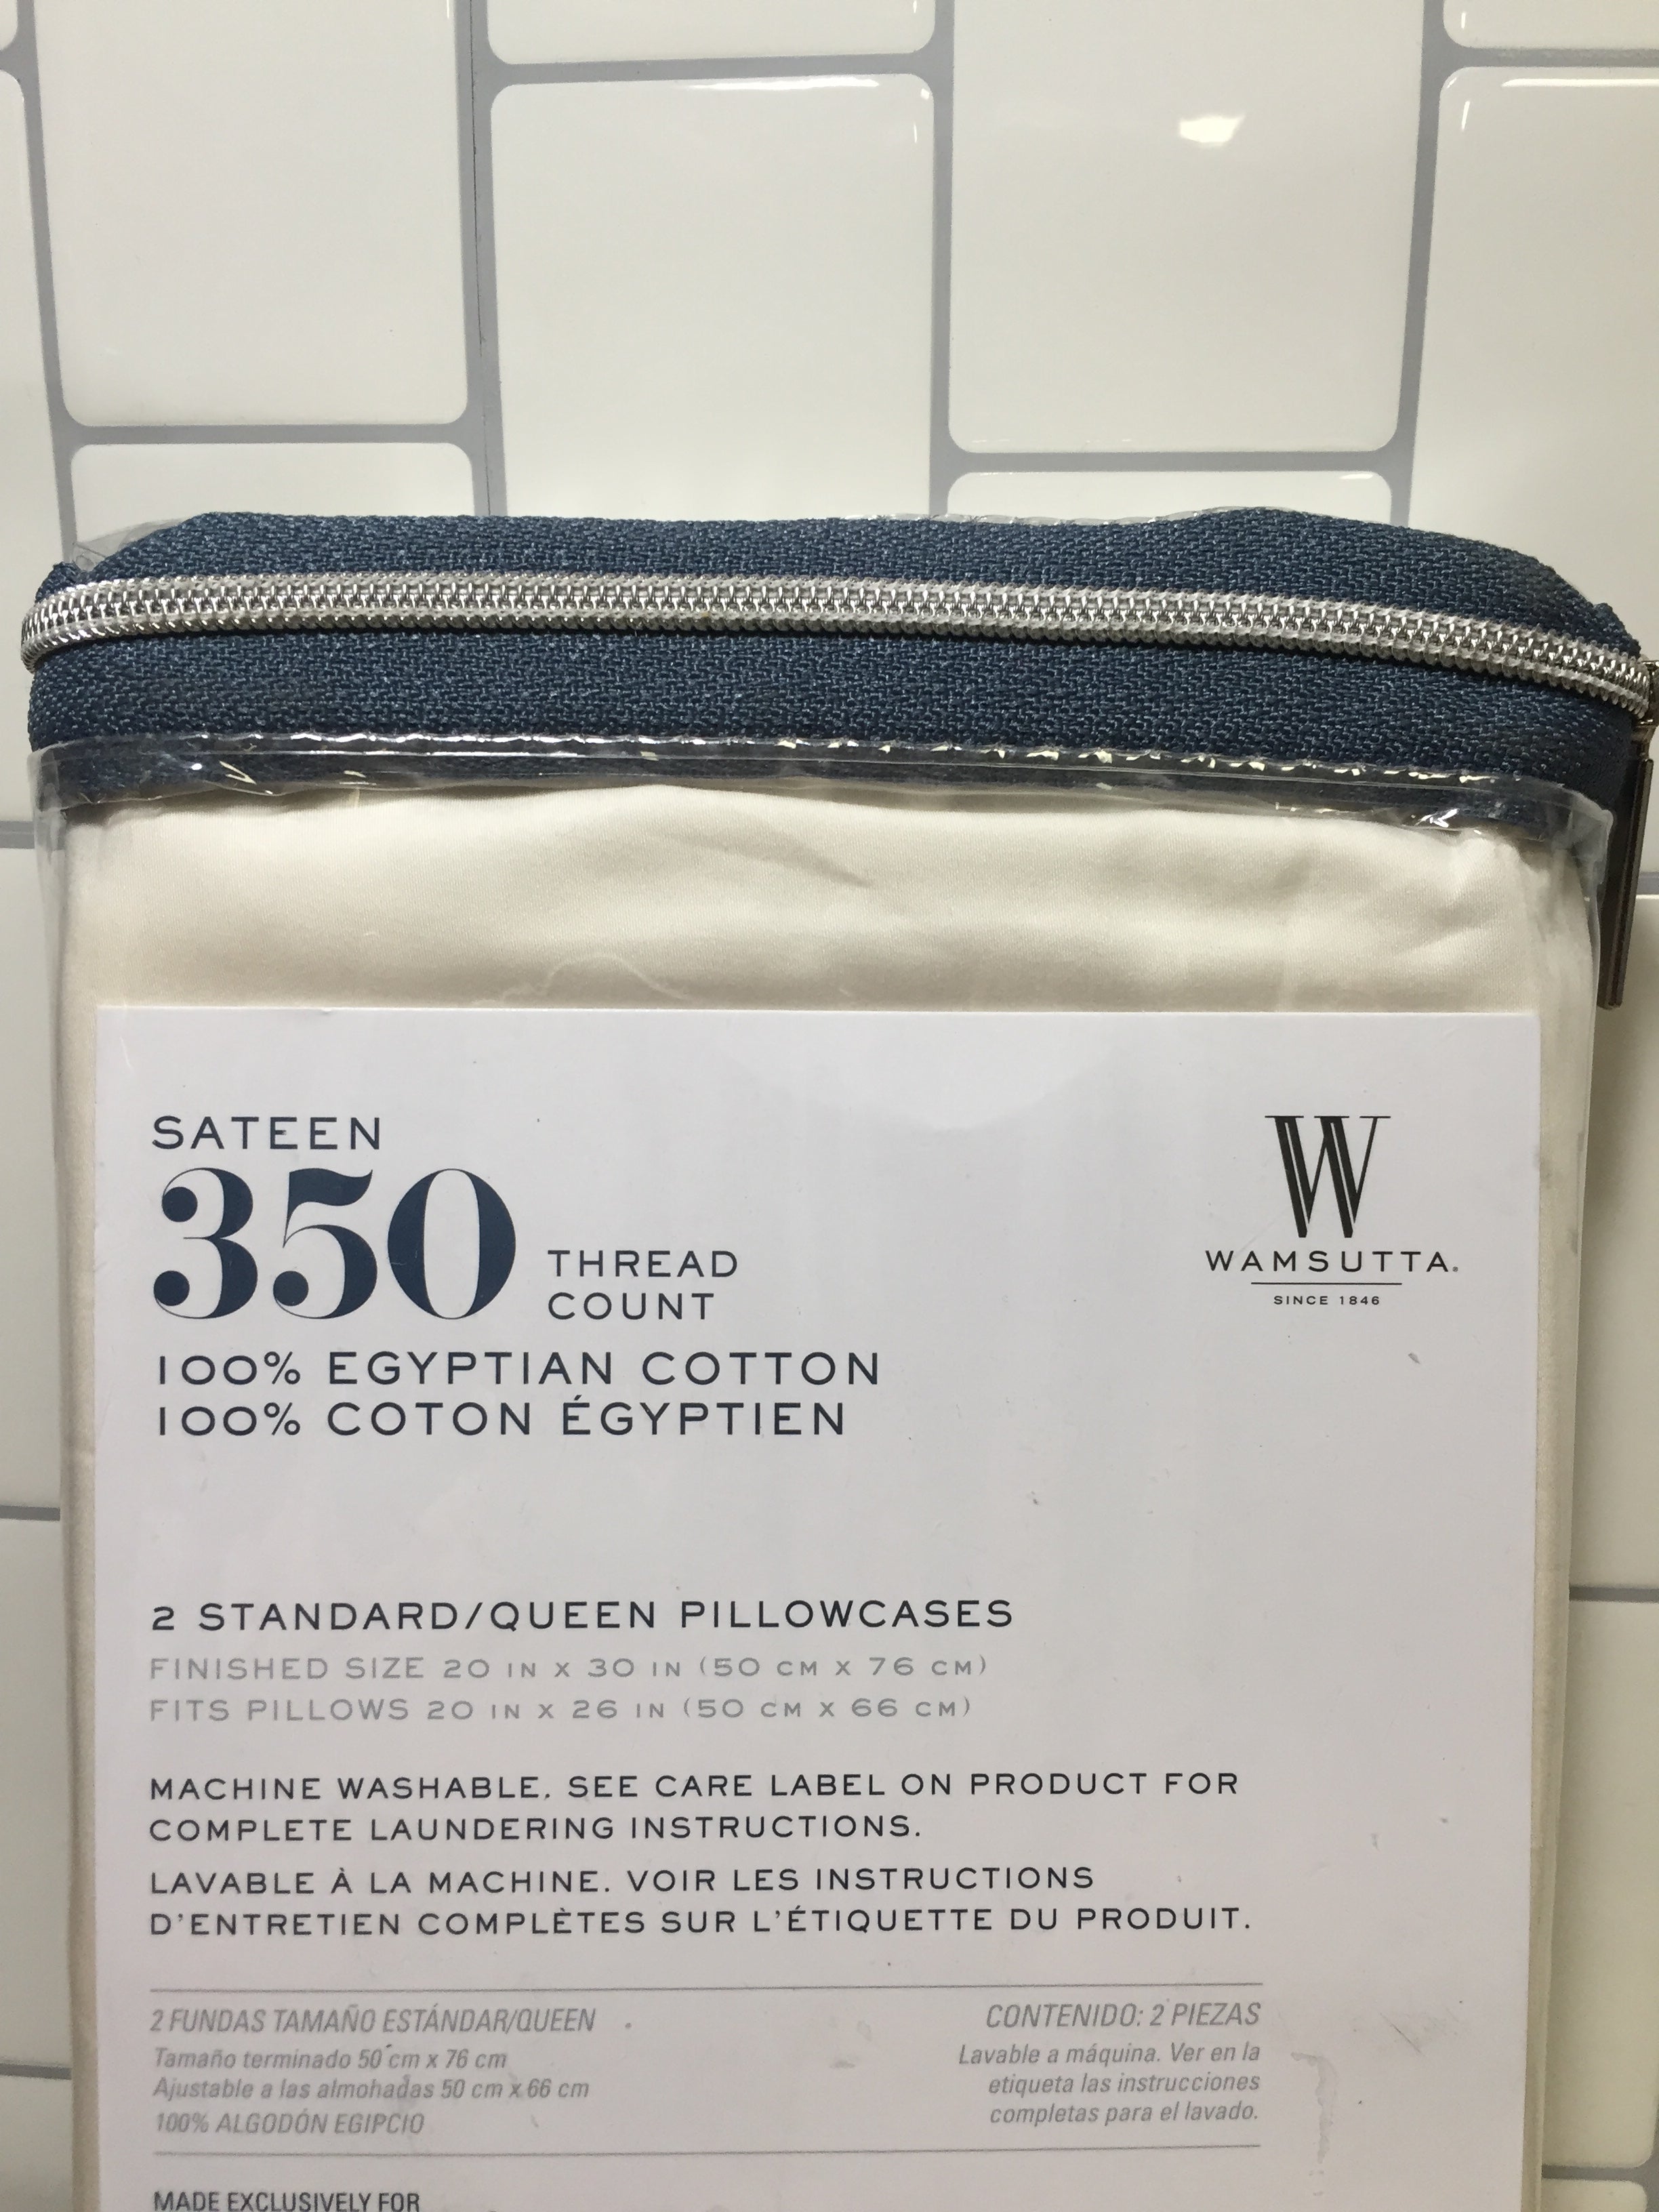 SATEEN
350 THREAD
COUNT
100% EGYPTIAN COTTON
100% COTON ÉGYPTIEN
W
WAMSUTTA®
SINCE 1846
2 STANDARD/QUEEN PILLOWCASES
FINISHED SIZE 20 IN X 30 IN (50 CM X 76 CM)
FITS PILLOWS 20 IN X 26 IN (50 CM X 66 CM)
MACHINE WASHABLE. SEE CARE LABEL ON PRODUCT FOR
COMPLETE LAUNDERING INSTRUCTIONS.
LAVABLE À LA MACHINE. VOIR LES INSTRUCTIONS
D'ENTRETIEN COMPLÈTES SUR L'ÉTIQUETTE DU PRODUIT.
2 FUNDAS TAMAÑO ESTÁNDAR/QUEEN
Tamaño terminado 50 cm x 76 cm
Ajustable a las almohadas 50 cm x 66 cm
100% ALGODÓN EGIPCIO
CONTENIDO: 2 PIEZAS
Lavable a máquina. Ver en la
etiqueta las instrucciones
completas para el lavado.
MADE EXCLUSIVELY FOR